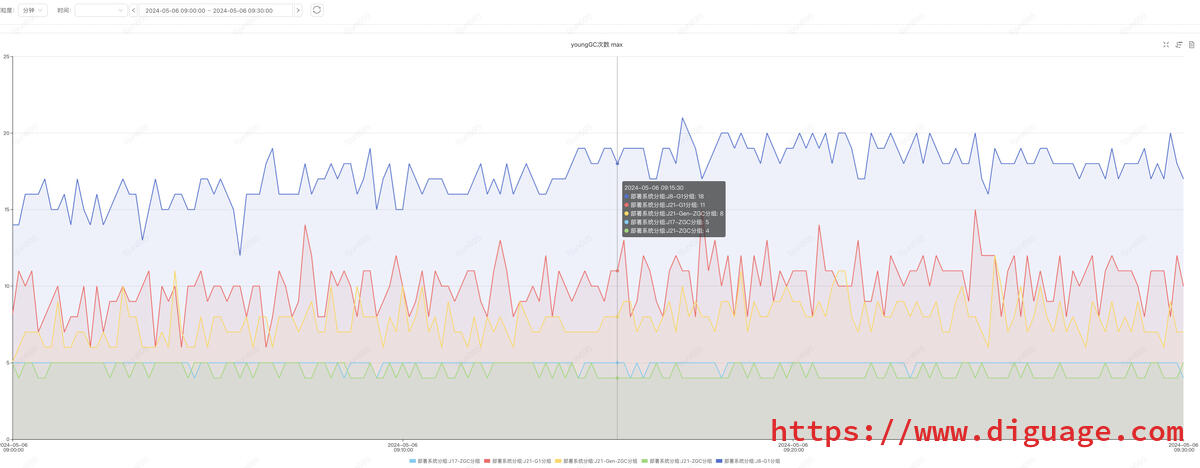 粒度： 分钟 时间： 2024-05-06 09:00:00 ~ 2024-05-06 09:30:00
youngGC次数 max
25
20
15
10
5
0
2024-05-06 09:15:30
部署系统分组:J8-G1分组: 18
部署系统分组:J21-G1分组: 11
部署系统分组:J21-Gen-ZGC分组: 8
部署系统分组:J17-ZGC分组: 5
部署系统分组:J21-ZGC分组: 4
https://www.diguage.com
2024-05-06 2024-05-06 2024-05-06 2024-05-06
09:00:00 09:10:00 09:20:00 09:30:00
部署系统分组:J17-ZGC分组 部署系统分组:J21-G1分组 部署系统分组:J21-Gen-ZGC分组 部署系统分组:J21-ZGC分组 部署系统分组:J8-G1分组